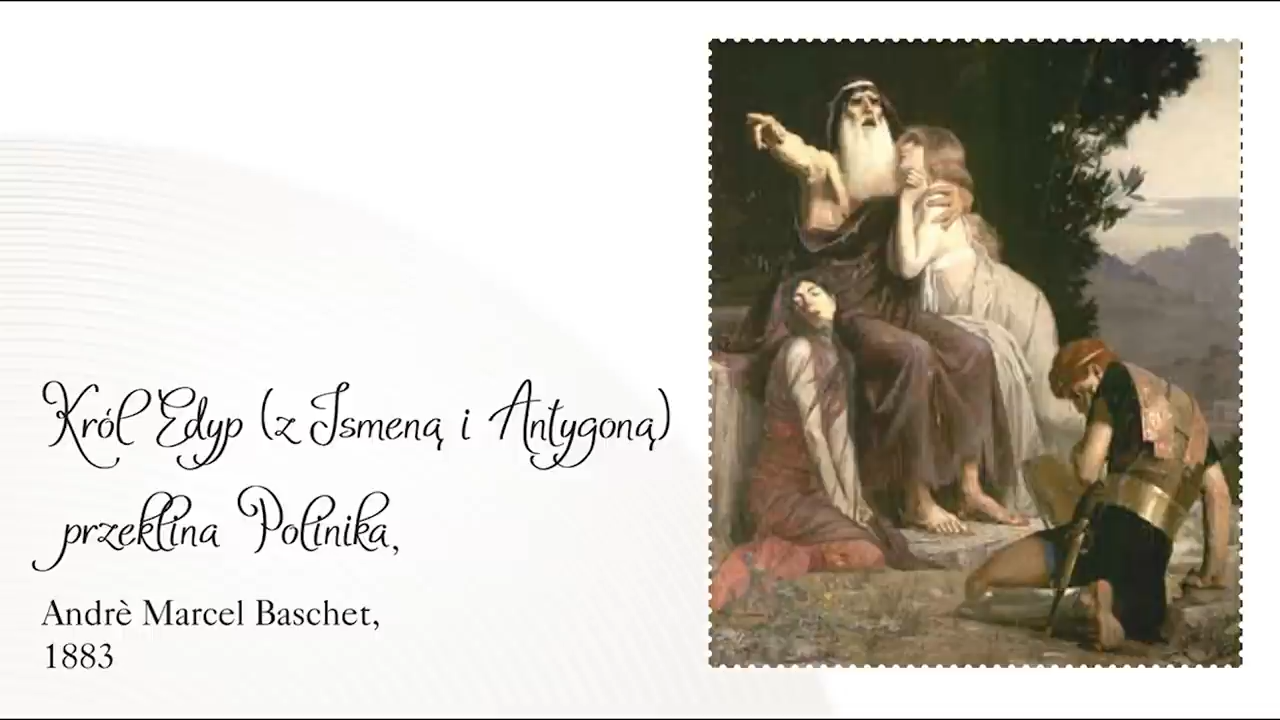 Król Edyp (z Ismeną i Antygoną)
przeklina Polinika,
Andrè Marcel Baschet,
1883